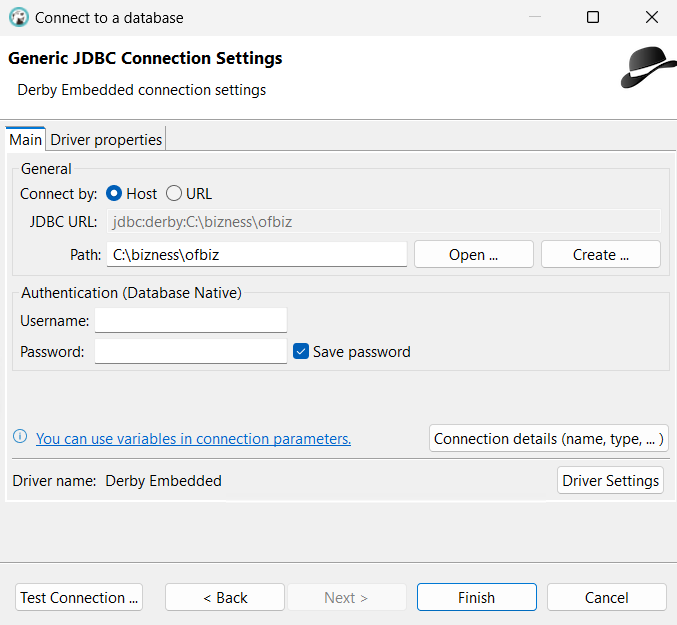 Connect to a database
Generic JDBC Connection Settings
Derby Embedded connection settings
Main Driver properties
General
Connect by: Host URL
JDBC URL: jdbc:derby:C:\bizness\ofbiz
Path: C:\bizness\ofbiz Open ... Create ...
Authentication (Database Native)
Username:
Password: Save password
You can use variables in connection parameters. Connection details (name, type, ... )
Driver name: Derby Embedded Driver Settings
Test Connection ... < Back Next > Finish Cancel